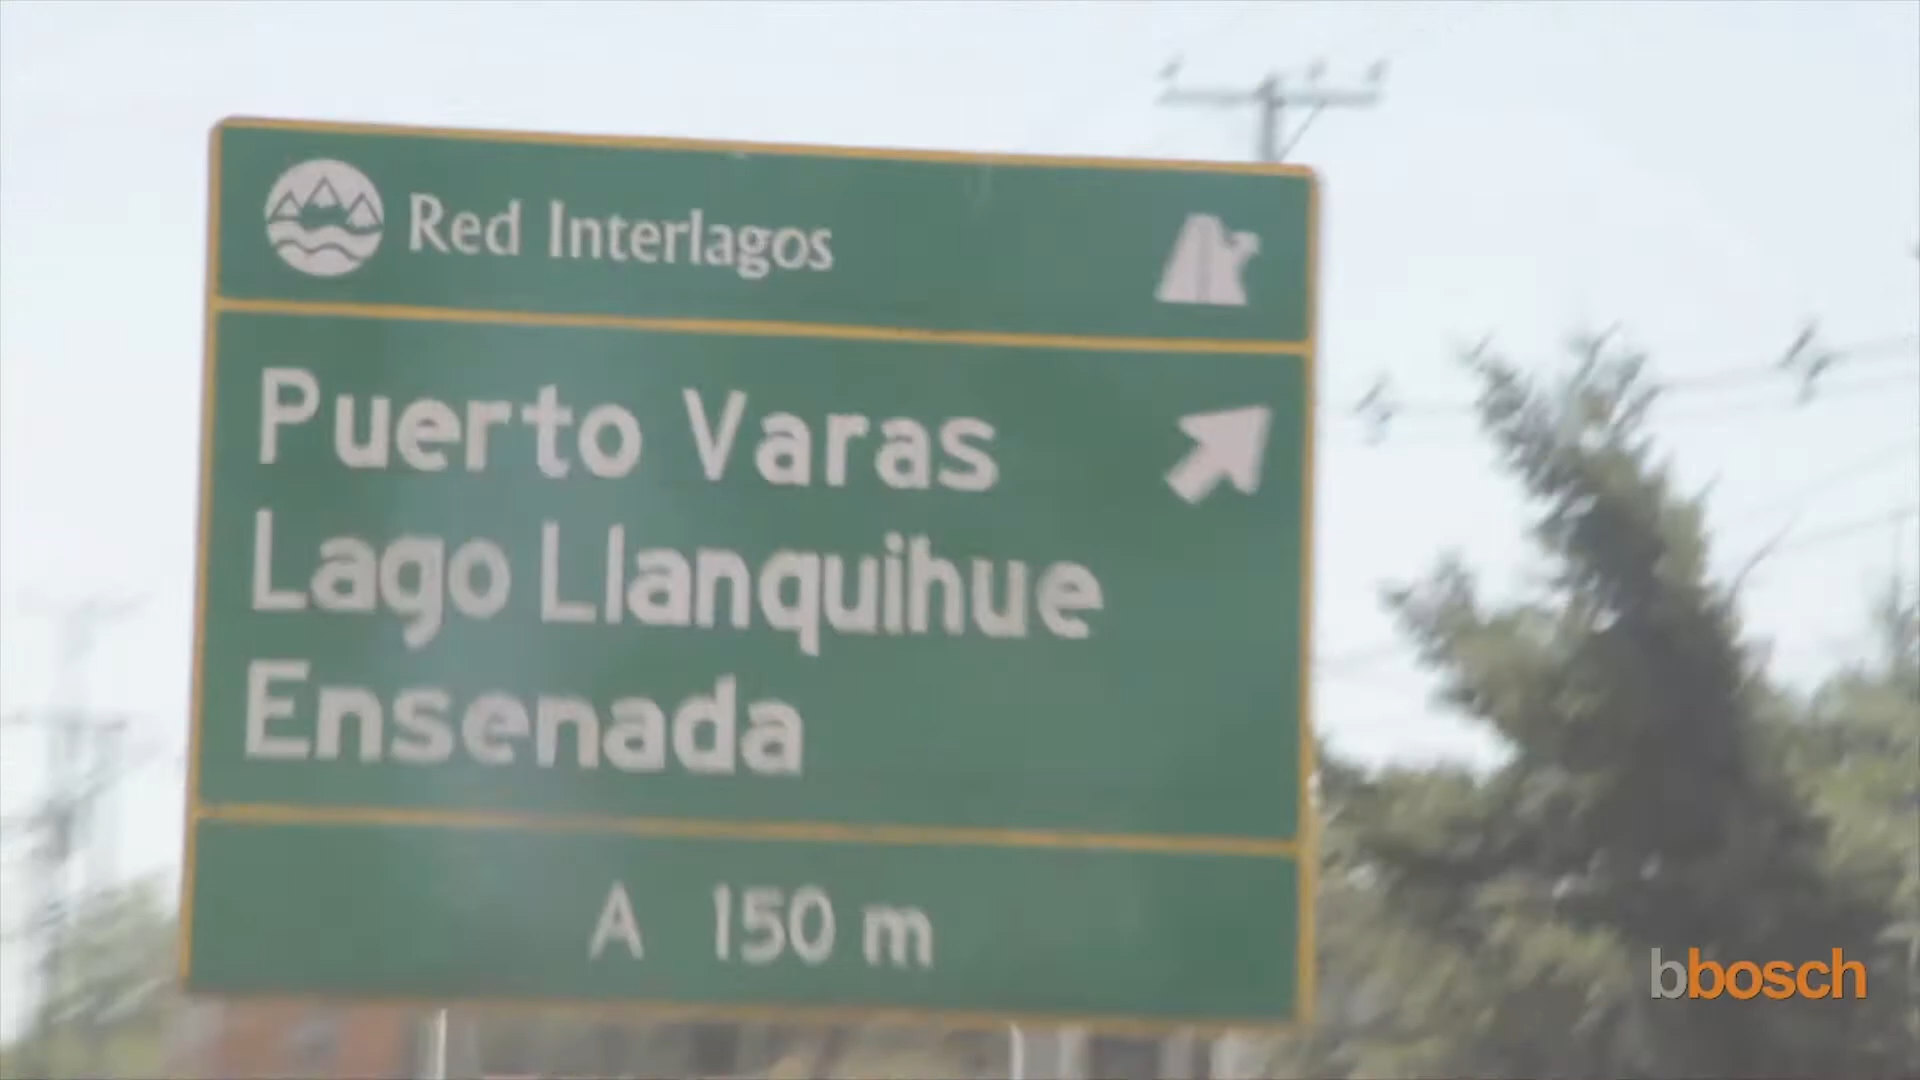 Red Interlagos
Puerto Varas
Lago Llanquihue
Ensenada
A 150 m
bbosch